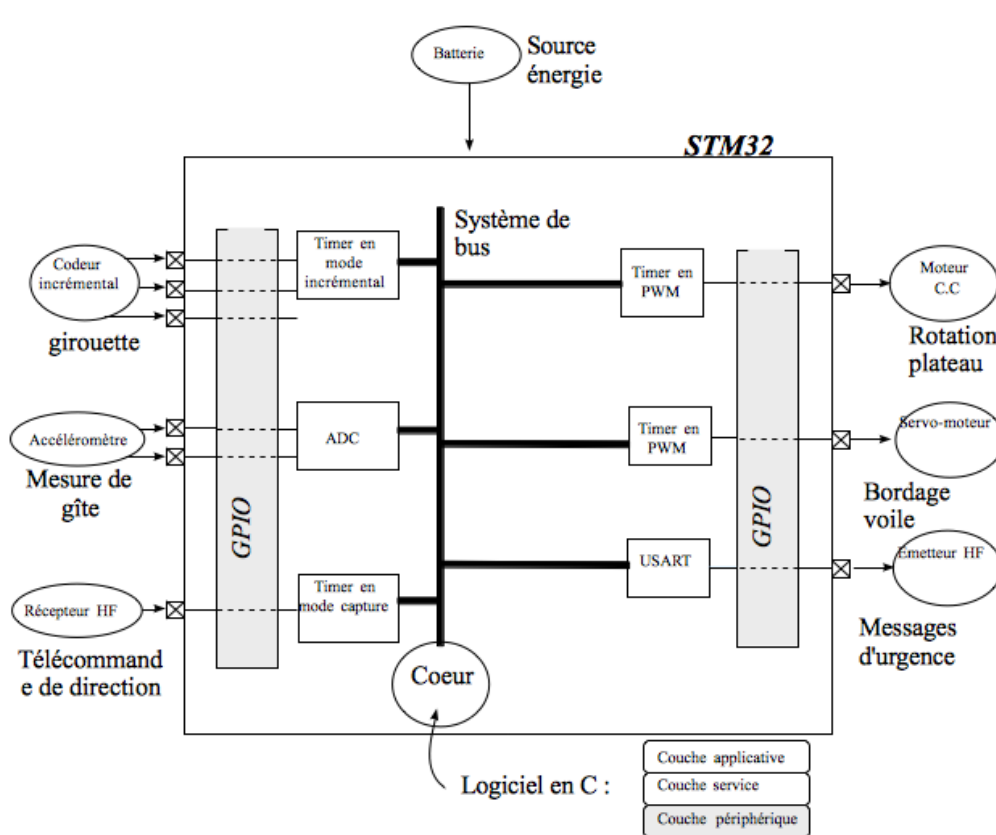 Batterie
Source
énergie
STM32
Système de
bus
Codeur
incrémental
girouette
Timer en
mode
incrémental
Timer en
PWM
Moteur
C.C
Rotation
plateau
Accéléromètre
Mesure de
gîte
ADC
Timer en
PWM
Servo-moteur
Bordage
voile
GPIO
GPIO
Récepteur HF
Télécommand
e de direction
Timer en
mode capture
USART
Emetteur HF
Messages
d'urgence
Coeur
Logiciel en C :
Couche applicative
Couche service
Couche périphérique